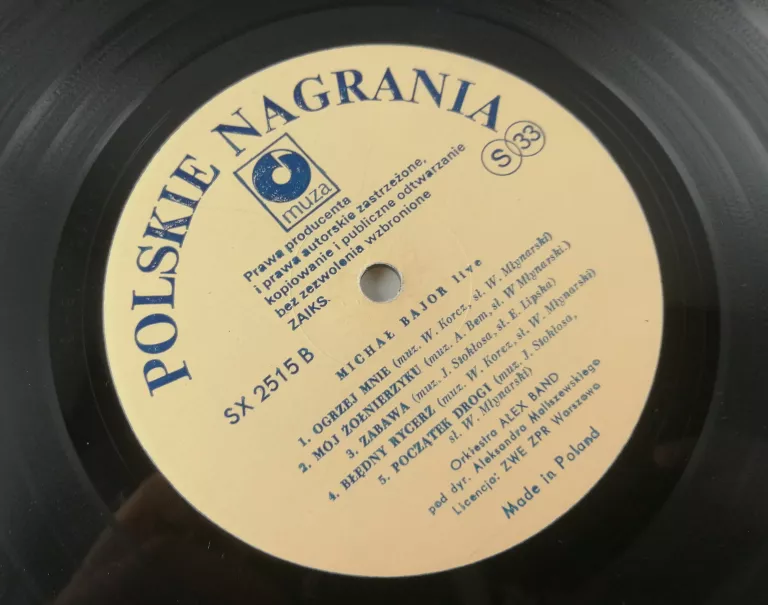 POLSKIE NAGRANIA
muza
S 33
Prawa producenta
i prawa autorskie zastrzeżone,
kopiowanie i publiczne odtwarzanie
bez zezwolenia wzbronione
ZAIKS.
SX 2515 B
MICHAŁ BAJOR live
1. OGRZEJ MNIE (muz. W. Korcz, sł. W. Młynarski)
2. MÓJ ŻOŁNIERZYKU (muz. A. Bem, sł. W Młynarski.)
3. ZABAWA (muz. J. Stokłosa, sł. E. Lipska)
4. BŁĘDNY RYCERZ (muz. W. Korcz, sł. W. Młynarski)
5. POCZĄTEK DROGI (muz. J. Stokłosa,
sł. W. Młynarski)
Orkiestra ALEX BAND
pod dyr. Aleksandra Maliszewskiego
Licencja: ZWE ZPR Warszawa
Made in Poland